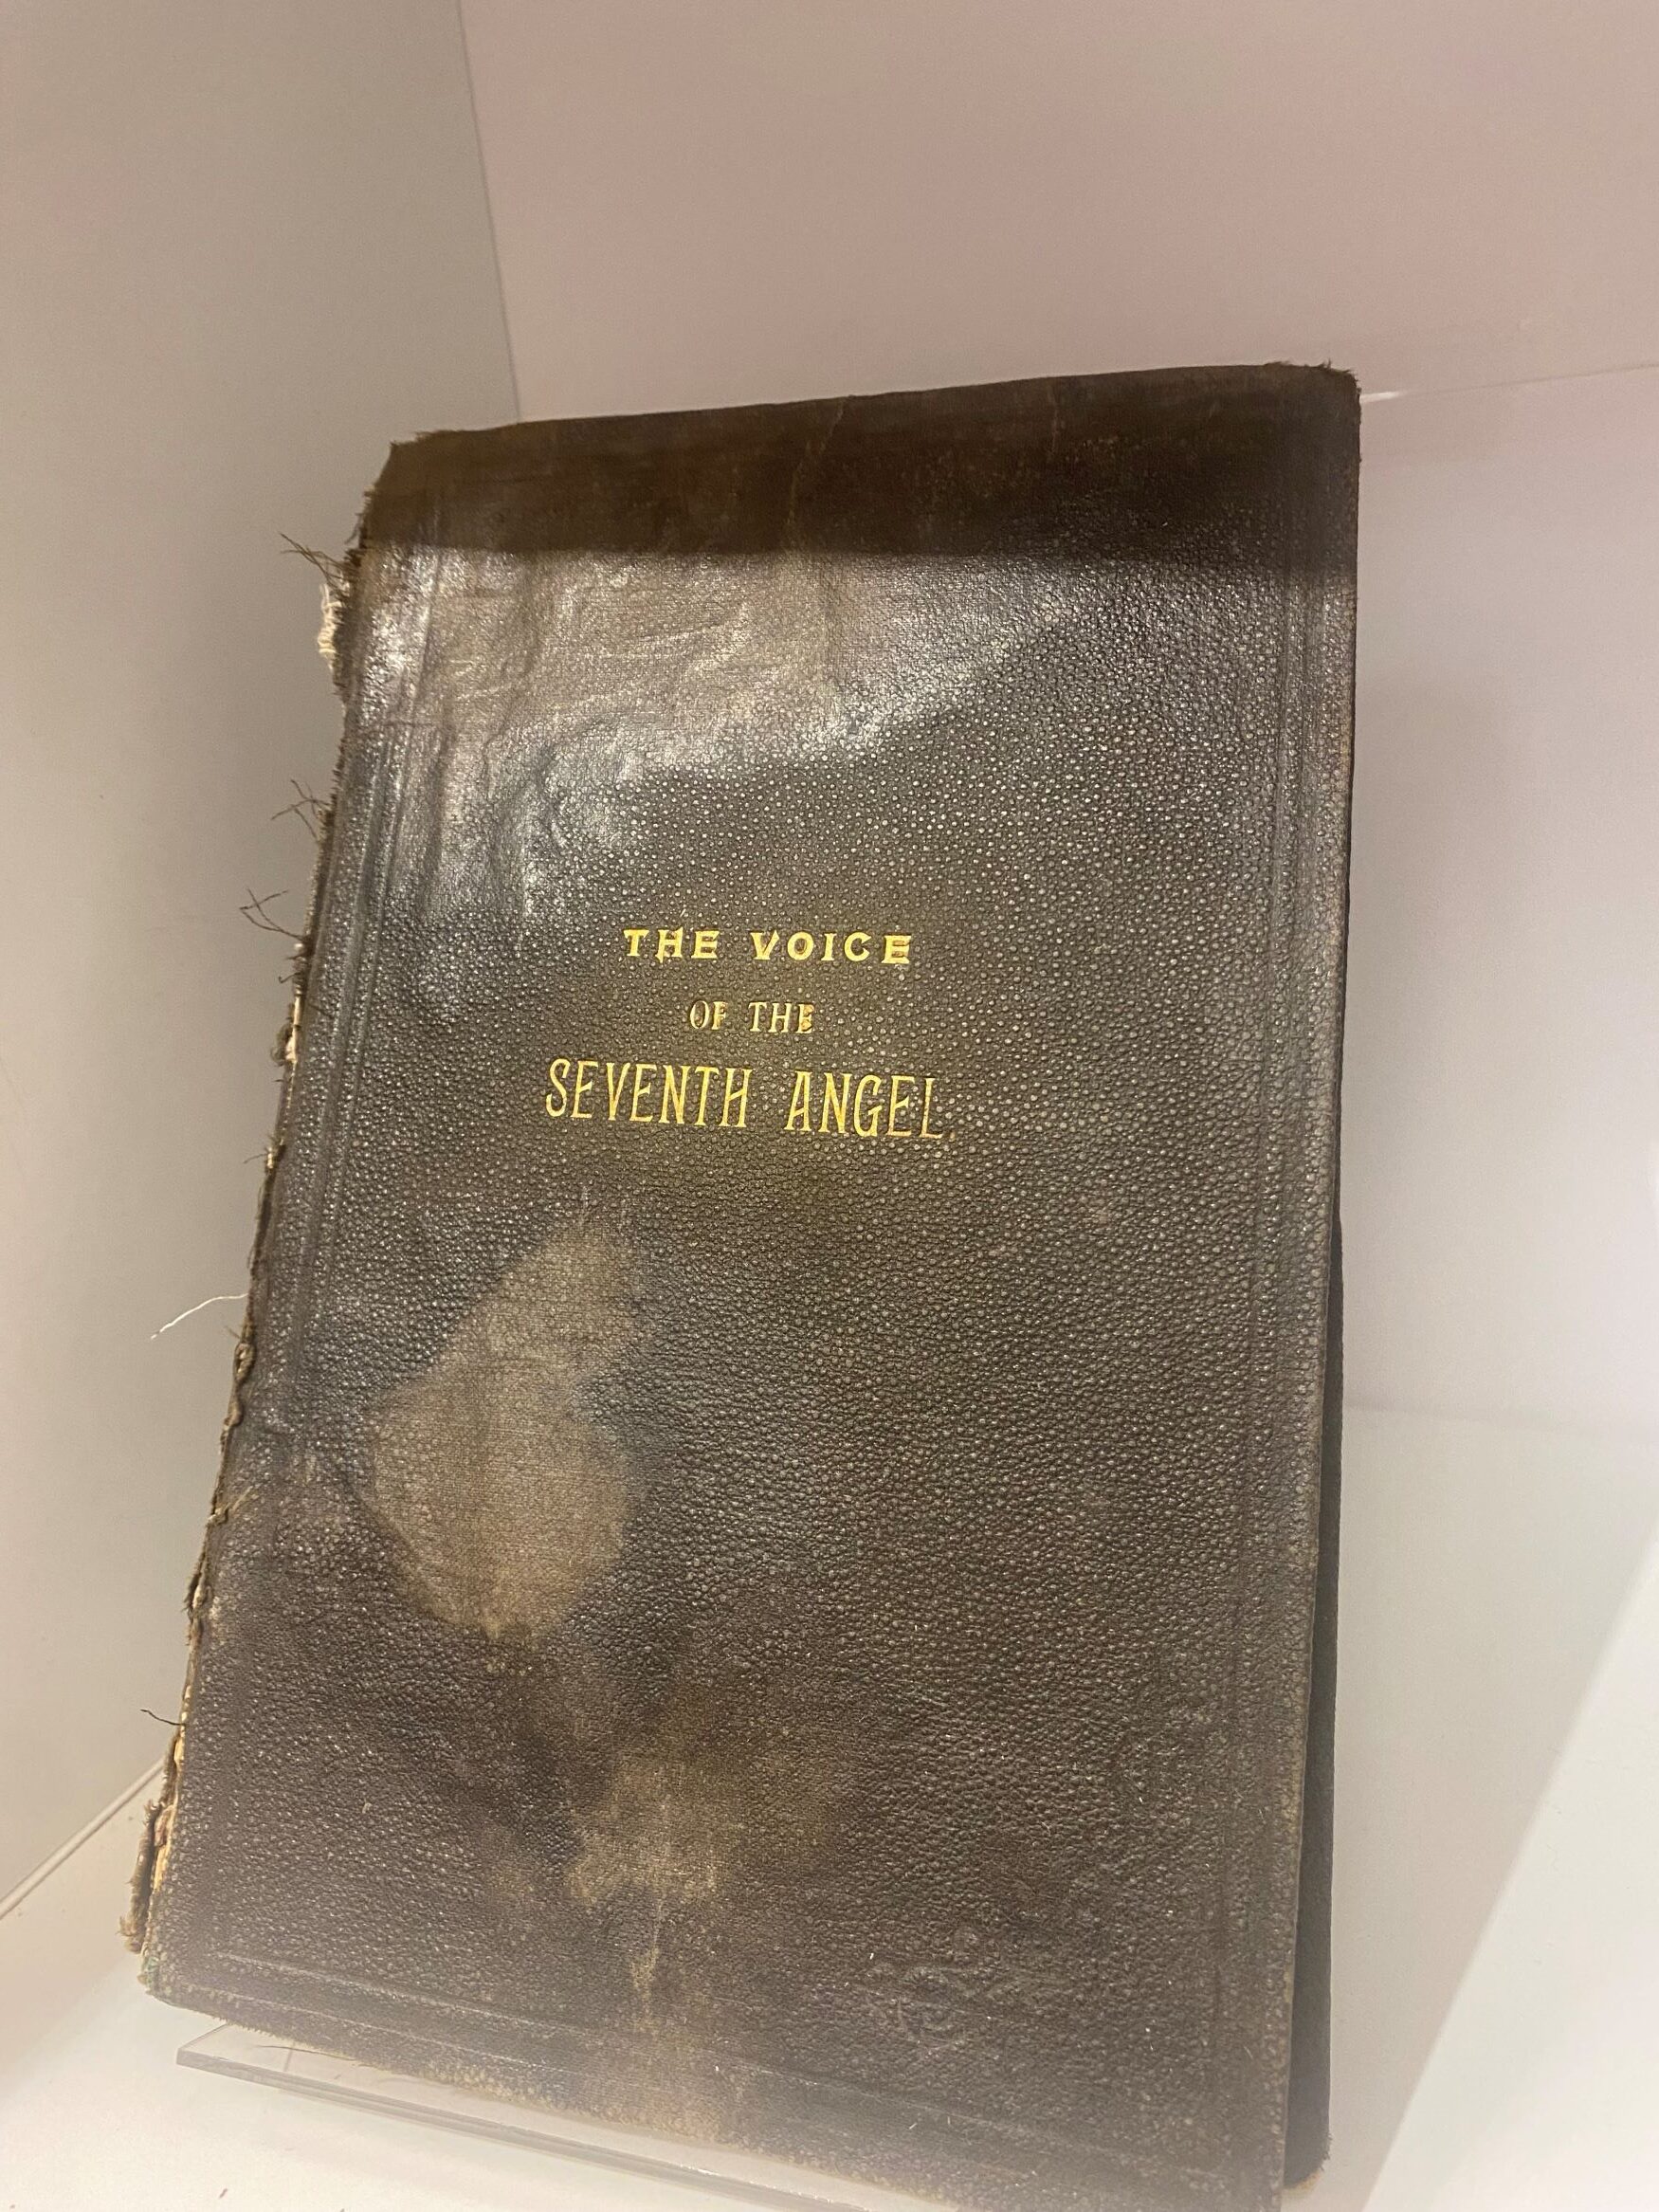 THE VOICE
OF THE
SEVENTH ANGEL.